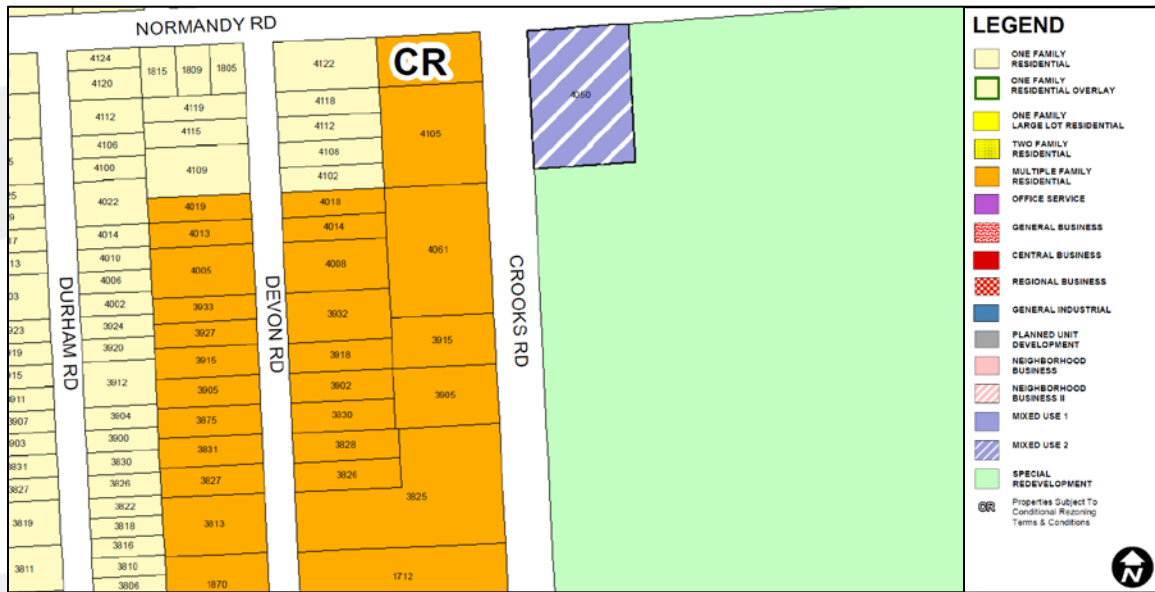 NORMANDY RD
4124
4120
4112
4106
4100
4022
4014
4010
4006
4002
3924
3920
3912
3904
3900
3830
3826
3822
3818
3816
3810
3806
1815
1809
1805
4119
4115
4109
4019
4013
4005
3933
3927
3915
3905
3875
3831
3827
3813
1870
4122
4118
4112
4108
4102
4018
4014
4008
3932
3918
3902
3830
3828
3826
CR
4105
4061
3915
3905
3825
1712
4050
3911
3907
3831
3827
3819
3811
DURHAM RD
DEVON RD
CROOKS RD
LEGEND
ONE FAMILY
RESIDENTIAL
ONE FAMILY
RESIDENTIAL OVERLAY
ONE FAMILY
LARGE LOT RESIDENTIAL
TWO FAMILY
RESIDENTIAL
MULTIPLE FAMILY
RESIDENTIAL
OFFICE SERVICE
GENERAL BUSINESS
CENTRAL BUSINESS
REGIONAL BUSINESS
GENERAL INDUSTRIAL
PLANNED UNIT
DEVELOPMENT
NEIGHBORHOOD
BUSINESS
NEIGHBORHOOD
BUSINESS II
MIXED USE 1
MIXED USE 2
SPECIAL
REDEVELOPMENT
CR Properties Subject To
Conditional Rezoning
Terms & Conditions
N